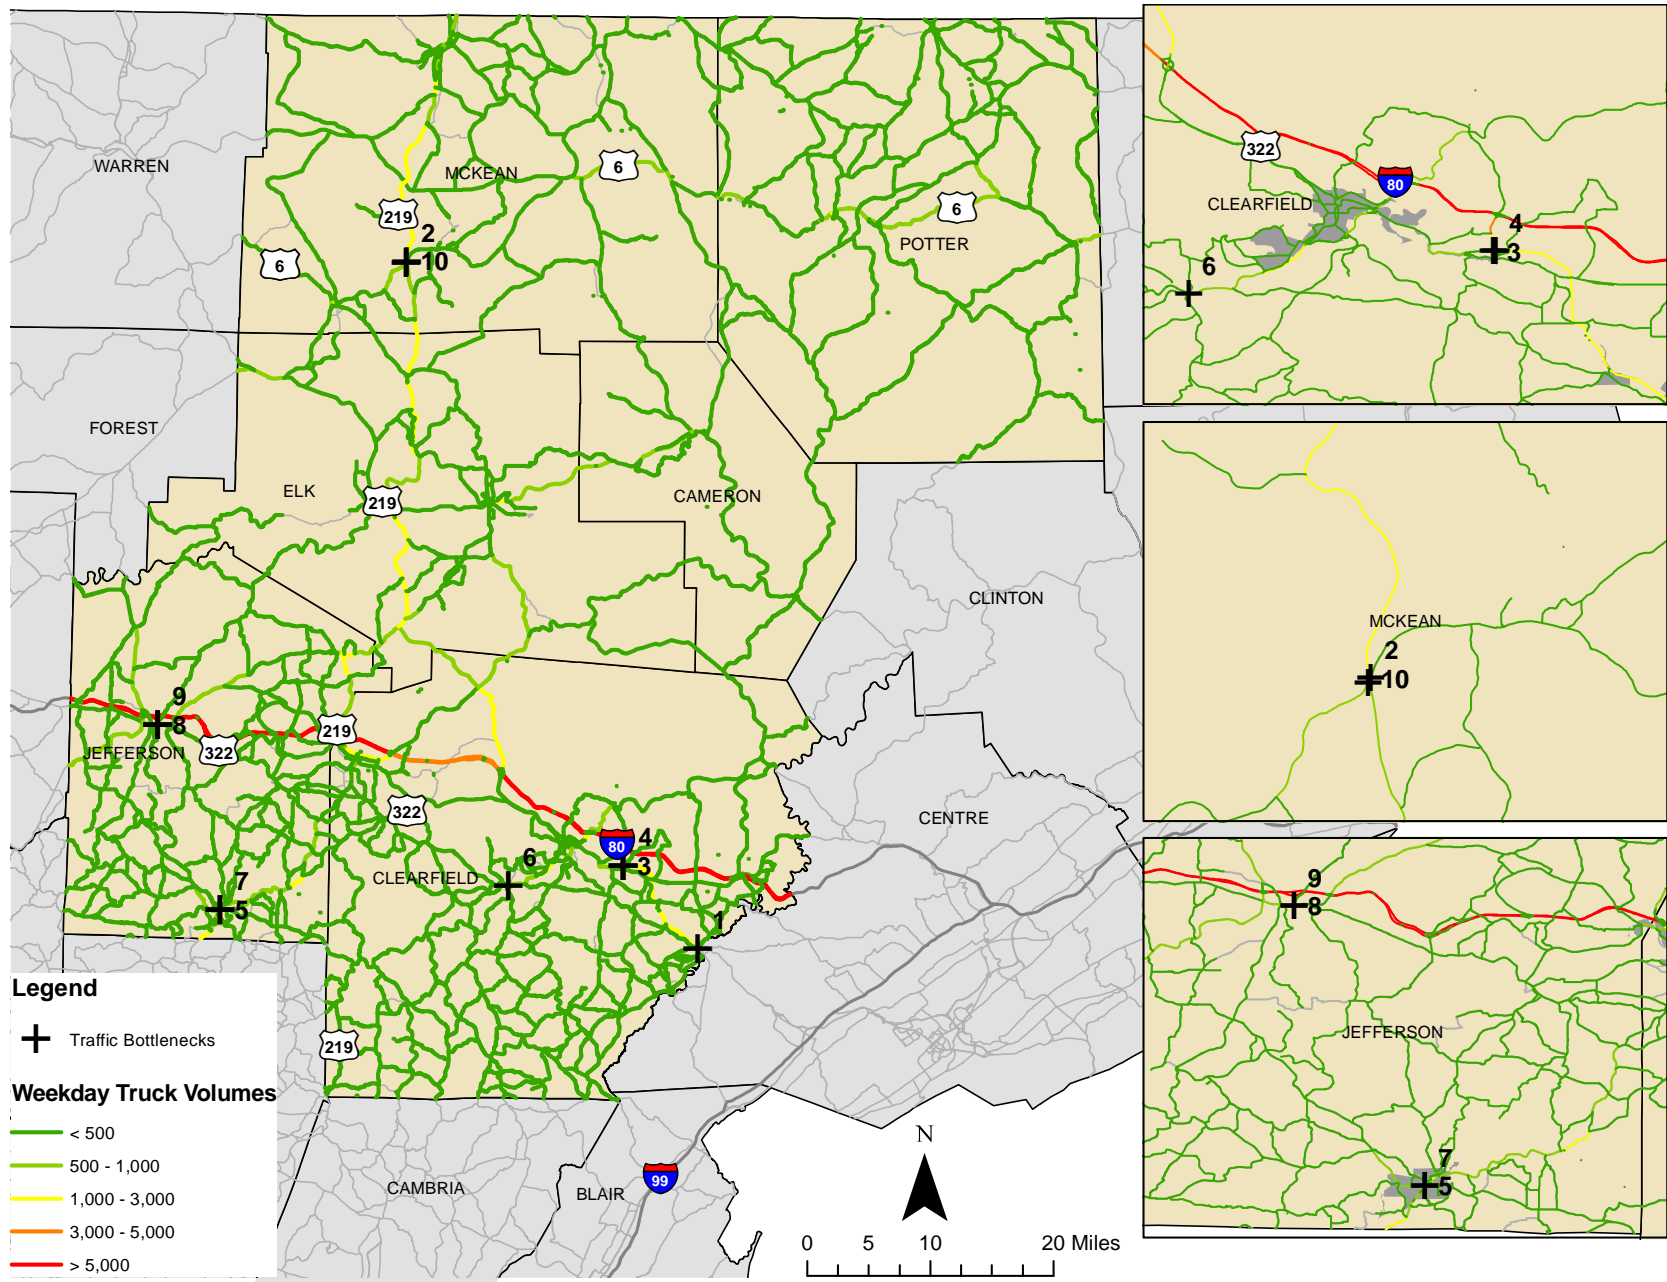 WARREN
MCKEAN
6
219
2
10
6
6
POTTER
FOREST
ELK
219
CAMERON
CLINTON
9
8
JEFFERSON
322
219
322
CENTRE
80
4
3
6
CLEARFIELD
7
5
1
219
CAMBRIA
BLAIR
99
Legend
Traffic Bottlenecks
Weekday Truck Volumes
< 500
500 - 1,000
1,000 - 3,000
3,000 - 5,000
> 5,000
N
0 5 10 20 Miles
322
80
CLEARFIELD
4
3
6
MCKEAN
2
10
9
8
JEFFERSON
7
5